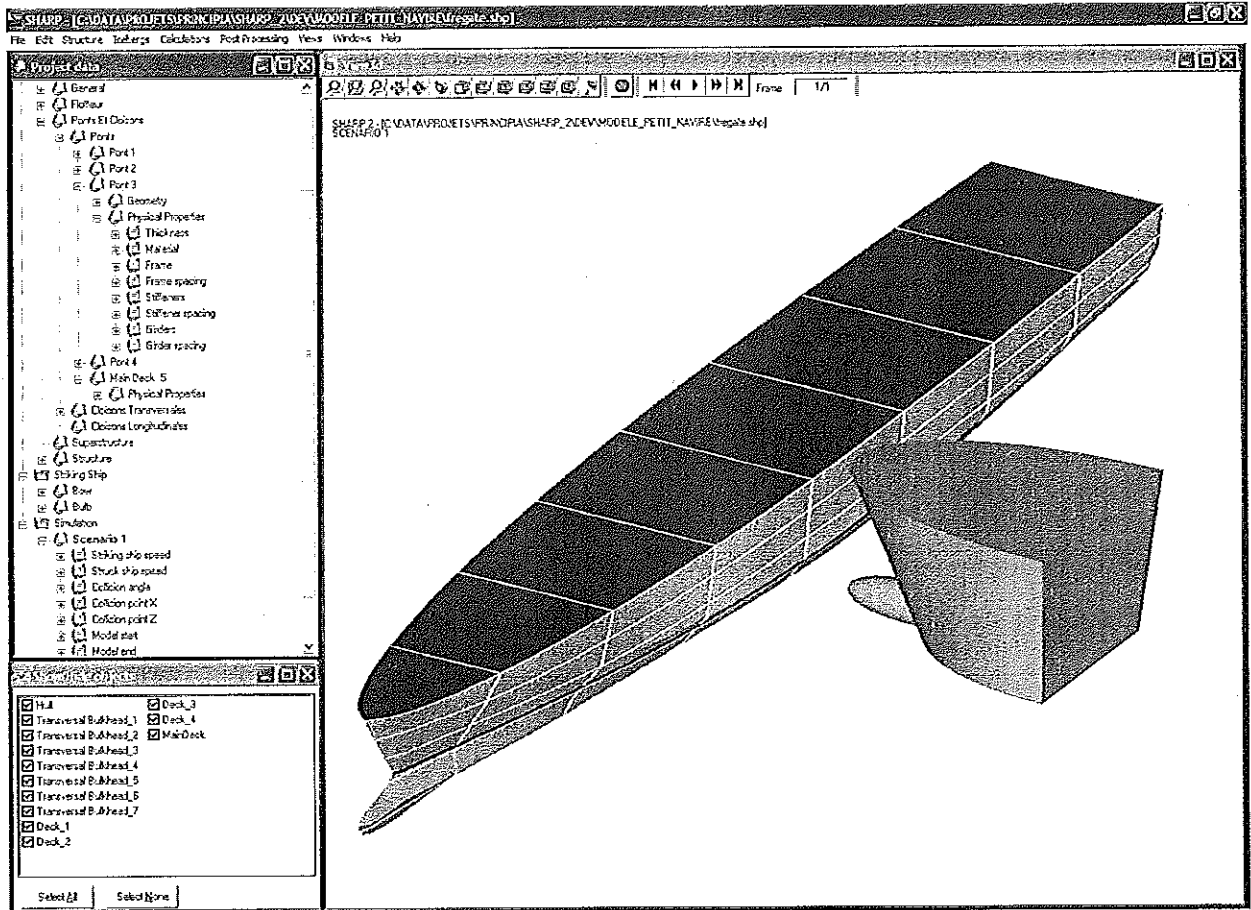 SHARP - [C:\DATA\PROJETS\PRINCIPIA\SHARP_2\DEV\MODELE_PETIT_NAVIRE\fregate.shp]
File Edit Structure Icebergs Calculations Post Processing Views Windows Help
Project data
General
Flotteur
Ponts Et Cloisons
Ponts
Pont 1
Pont 2
Pont 3
Geometry
Physical Properties
Thickness
Material
Frame
Frame spacing
Stiffeners
Stiffener spacing
Girders
Girder spacing
Pont 4
Main Deck_5
Physical Properties
Cloisons Transversales
Cloisons Longitudinales
Superstructure
Structure
Striking Ship
Bow
Bulb
Simulation
Scenario 1
Striking ship speed
Struck ship speed
Collision angle
Collision point X
Collision point Z
Model start
Model end
Frame 1/1
SHARP 2 - [C:\DATA\PROJETS\PRINCIPIA\SHARP_2\DEV\MODELE_PETIT_NAVIRE\fregate.shp]
SCENARIO 1
Hull
Transversal Bulkhead_1
Transversal Bulkhead_2
Transversal Bulkhead_3
Transversal Bulkhead_4
Transversal Bulkhead_5
Transversal Bulkhead_6
Transversal Bulkhead_7
Deck_1
Deck_2
Deck_3
Deck_4
MainDeck
Select All
Select None